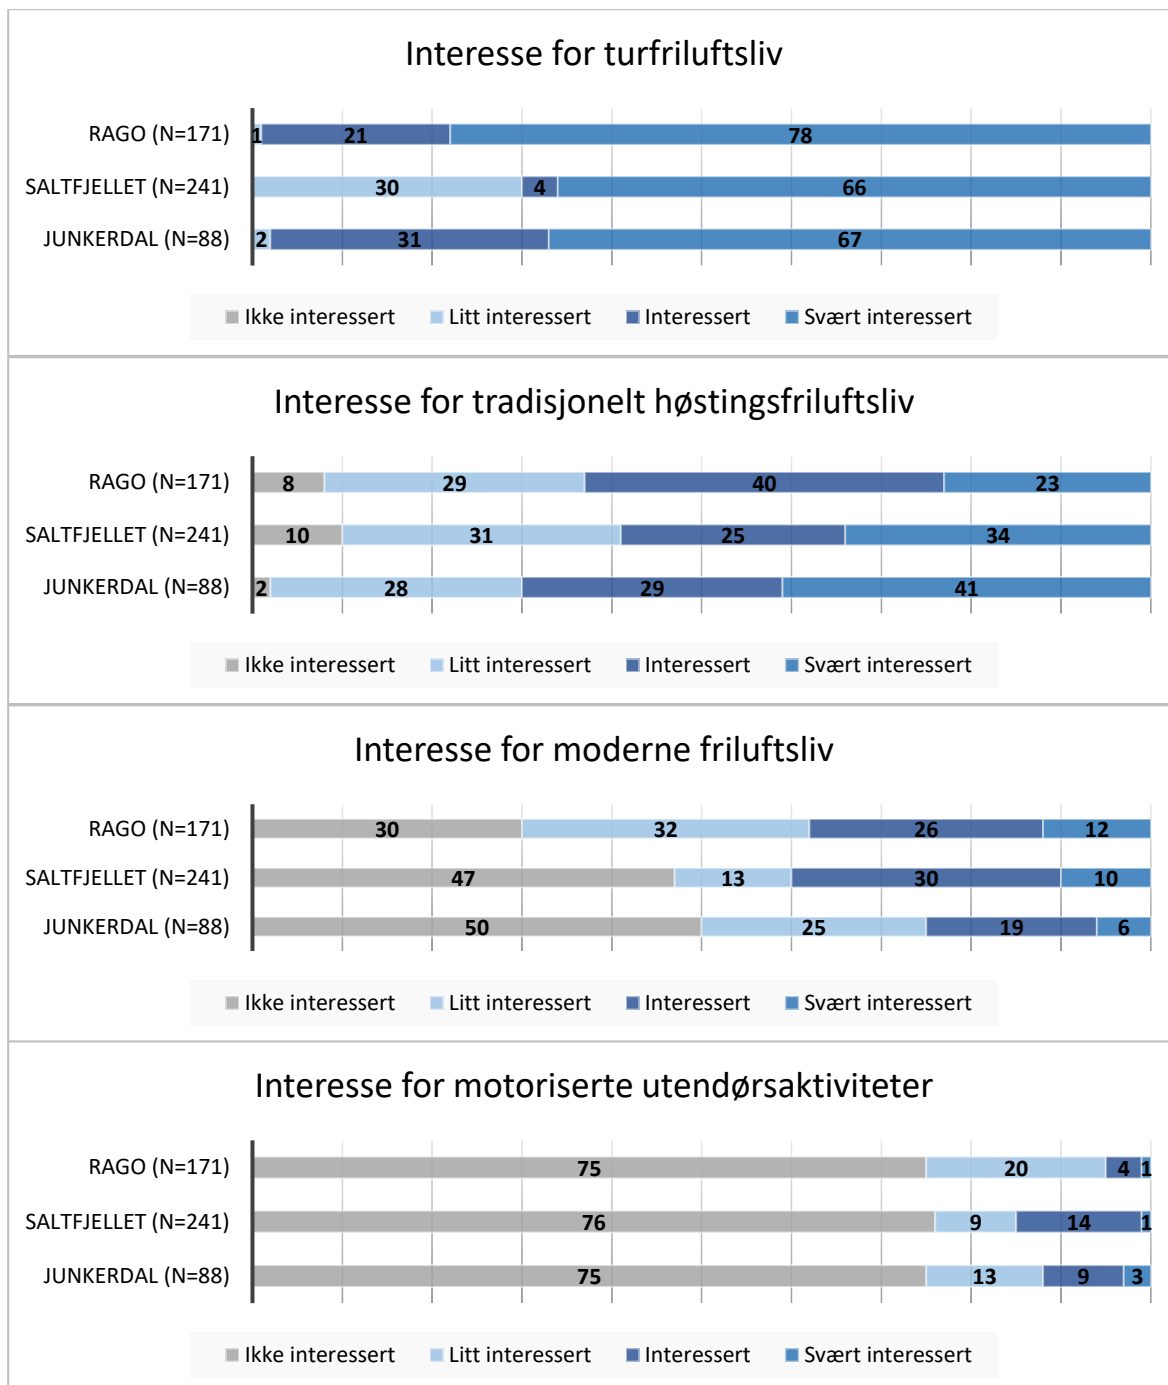 Interesse for turfriluftsliv
RAGO (N=171) 1 21 78
SALTFJELLET (N=241) 30 4 66
JUNKERDAL (N=88) 2 31 67
Ikke interessert Litt interessert Interessert Svært interessert
Interesse for tradisjonelt høstingsfriluftsliv
RAGO (N=171) 8 29 40 23
SALTFJELLET (N=241) 10 31 25 34
JUNKERDAL (N=88) 2 28 29 41
Ikke interessert Litt interessert Interessert Svært interessert
Interesse for moderne friluftsliv
RAGO (N=171) 30 32 26 12
SALTFJELLET (N=241) 47 13 30 10
JUNKERDAL (N=88) 50 25 19 6
Ikke interessert Litt interessert Interessert Svært interessert
Interesse for motoriserte utendørsaktiviteter
RAGO (N=171) 75 20 4 1
SALTFJELLET (N=241) 76 9 14 1
JUNKERDAL (N=88) 75 13 9 3
Ikke interessert Litt interessert Interessert Svært interessert